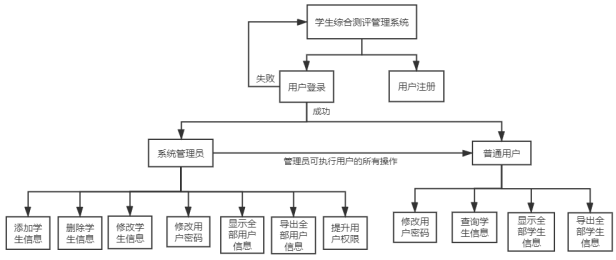 学生综合测评管理系统
失败
用户登录
用户注册
成功
系统管理员
管理员可执行用户的所有操作
普通用户
添加学
生信息
删除学
生信息
修改学
生信息
修改用
户密码
显示全
部用户
信息
导出全
部用户
信息
提升用
户权限
修改用
户密码
查询学
生信息
显示全
部学生
信息
导出全
部学生
信息